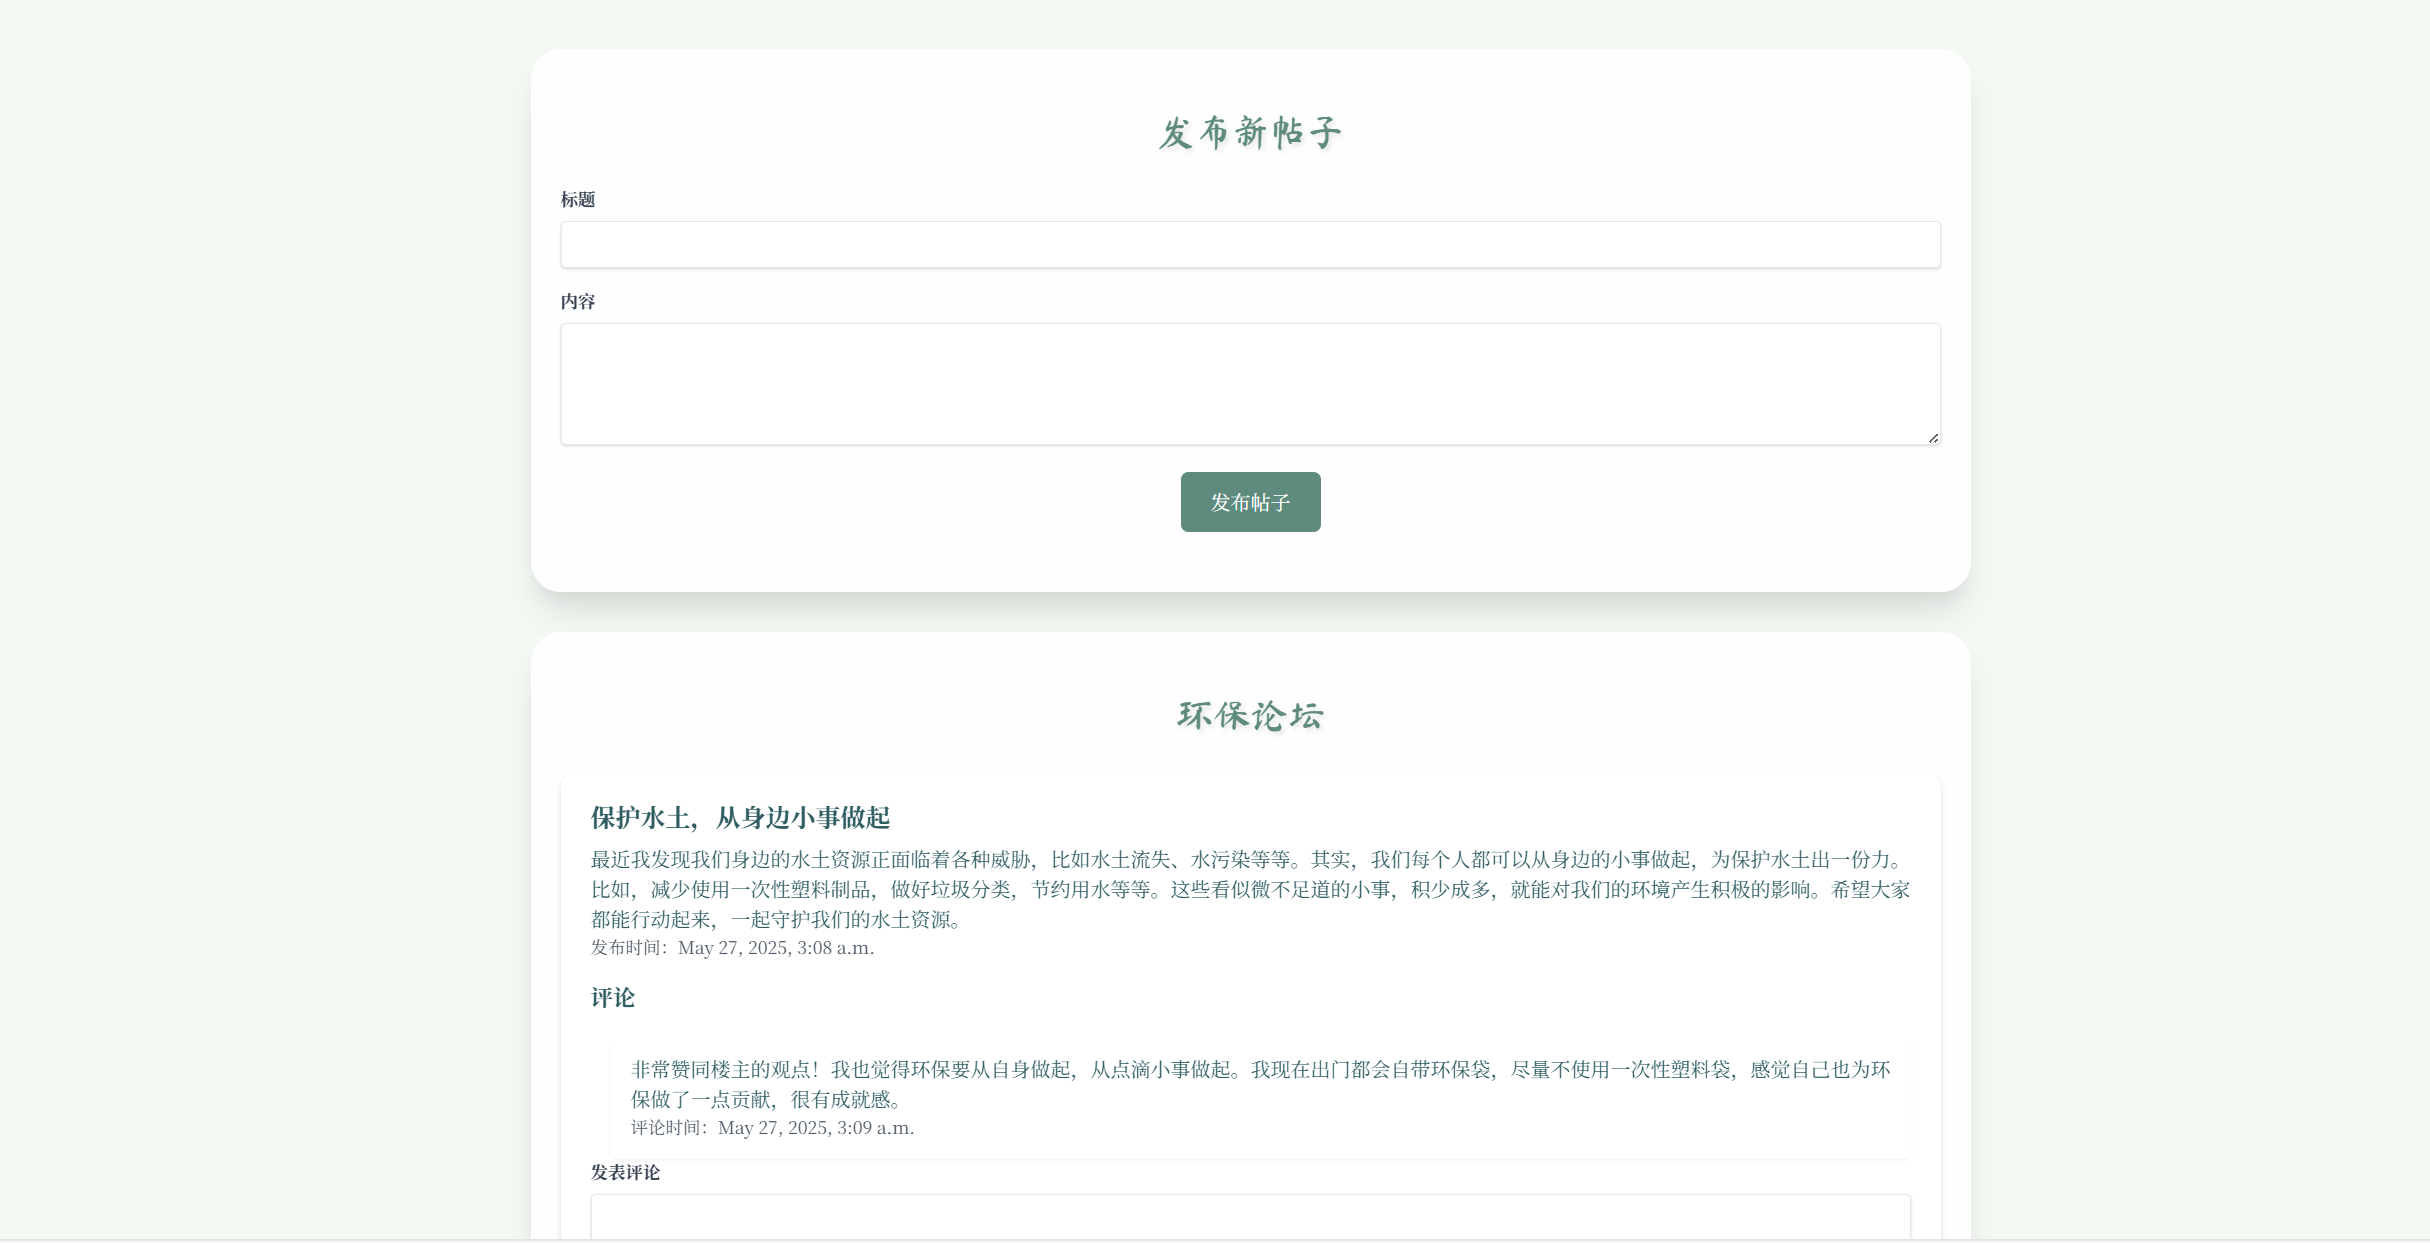 发布新帖子
标题
内容
发布帖子
环保论坛
保护水土，从身边小事做起
最近我发现我们身边的水土资源正面临着各种威胁，比如水土流失、水污染等等。其实，我们每个人都可以从身边的小事做起，为保护水土出一份力。
比如，减少使用一次性塑料制品，做好垃圾分类，节约用水等等。这些看似微不足道的小事，积少成多，就能对我们的环境产生积极的影响。希望大家
都能行动起来，一起守护我们的水土资源。
发布时间：May 27, 2025, 3:08 a.m.
评论
非常赞同楼主的观点！我也觉得环保要从自身做起，从点滴小事做起。我现在出门都会自带环保袋，尽量不使用一次性塑料袋，感觉自己也为环
保做了一点贡献，很有成就感。
评论时间：May 27, 2025, 3:09 a.m.
发表评论